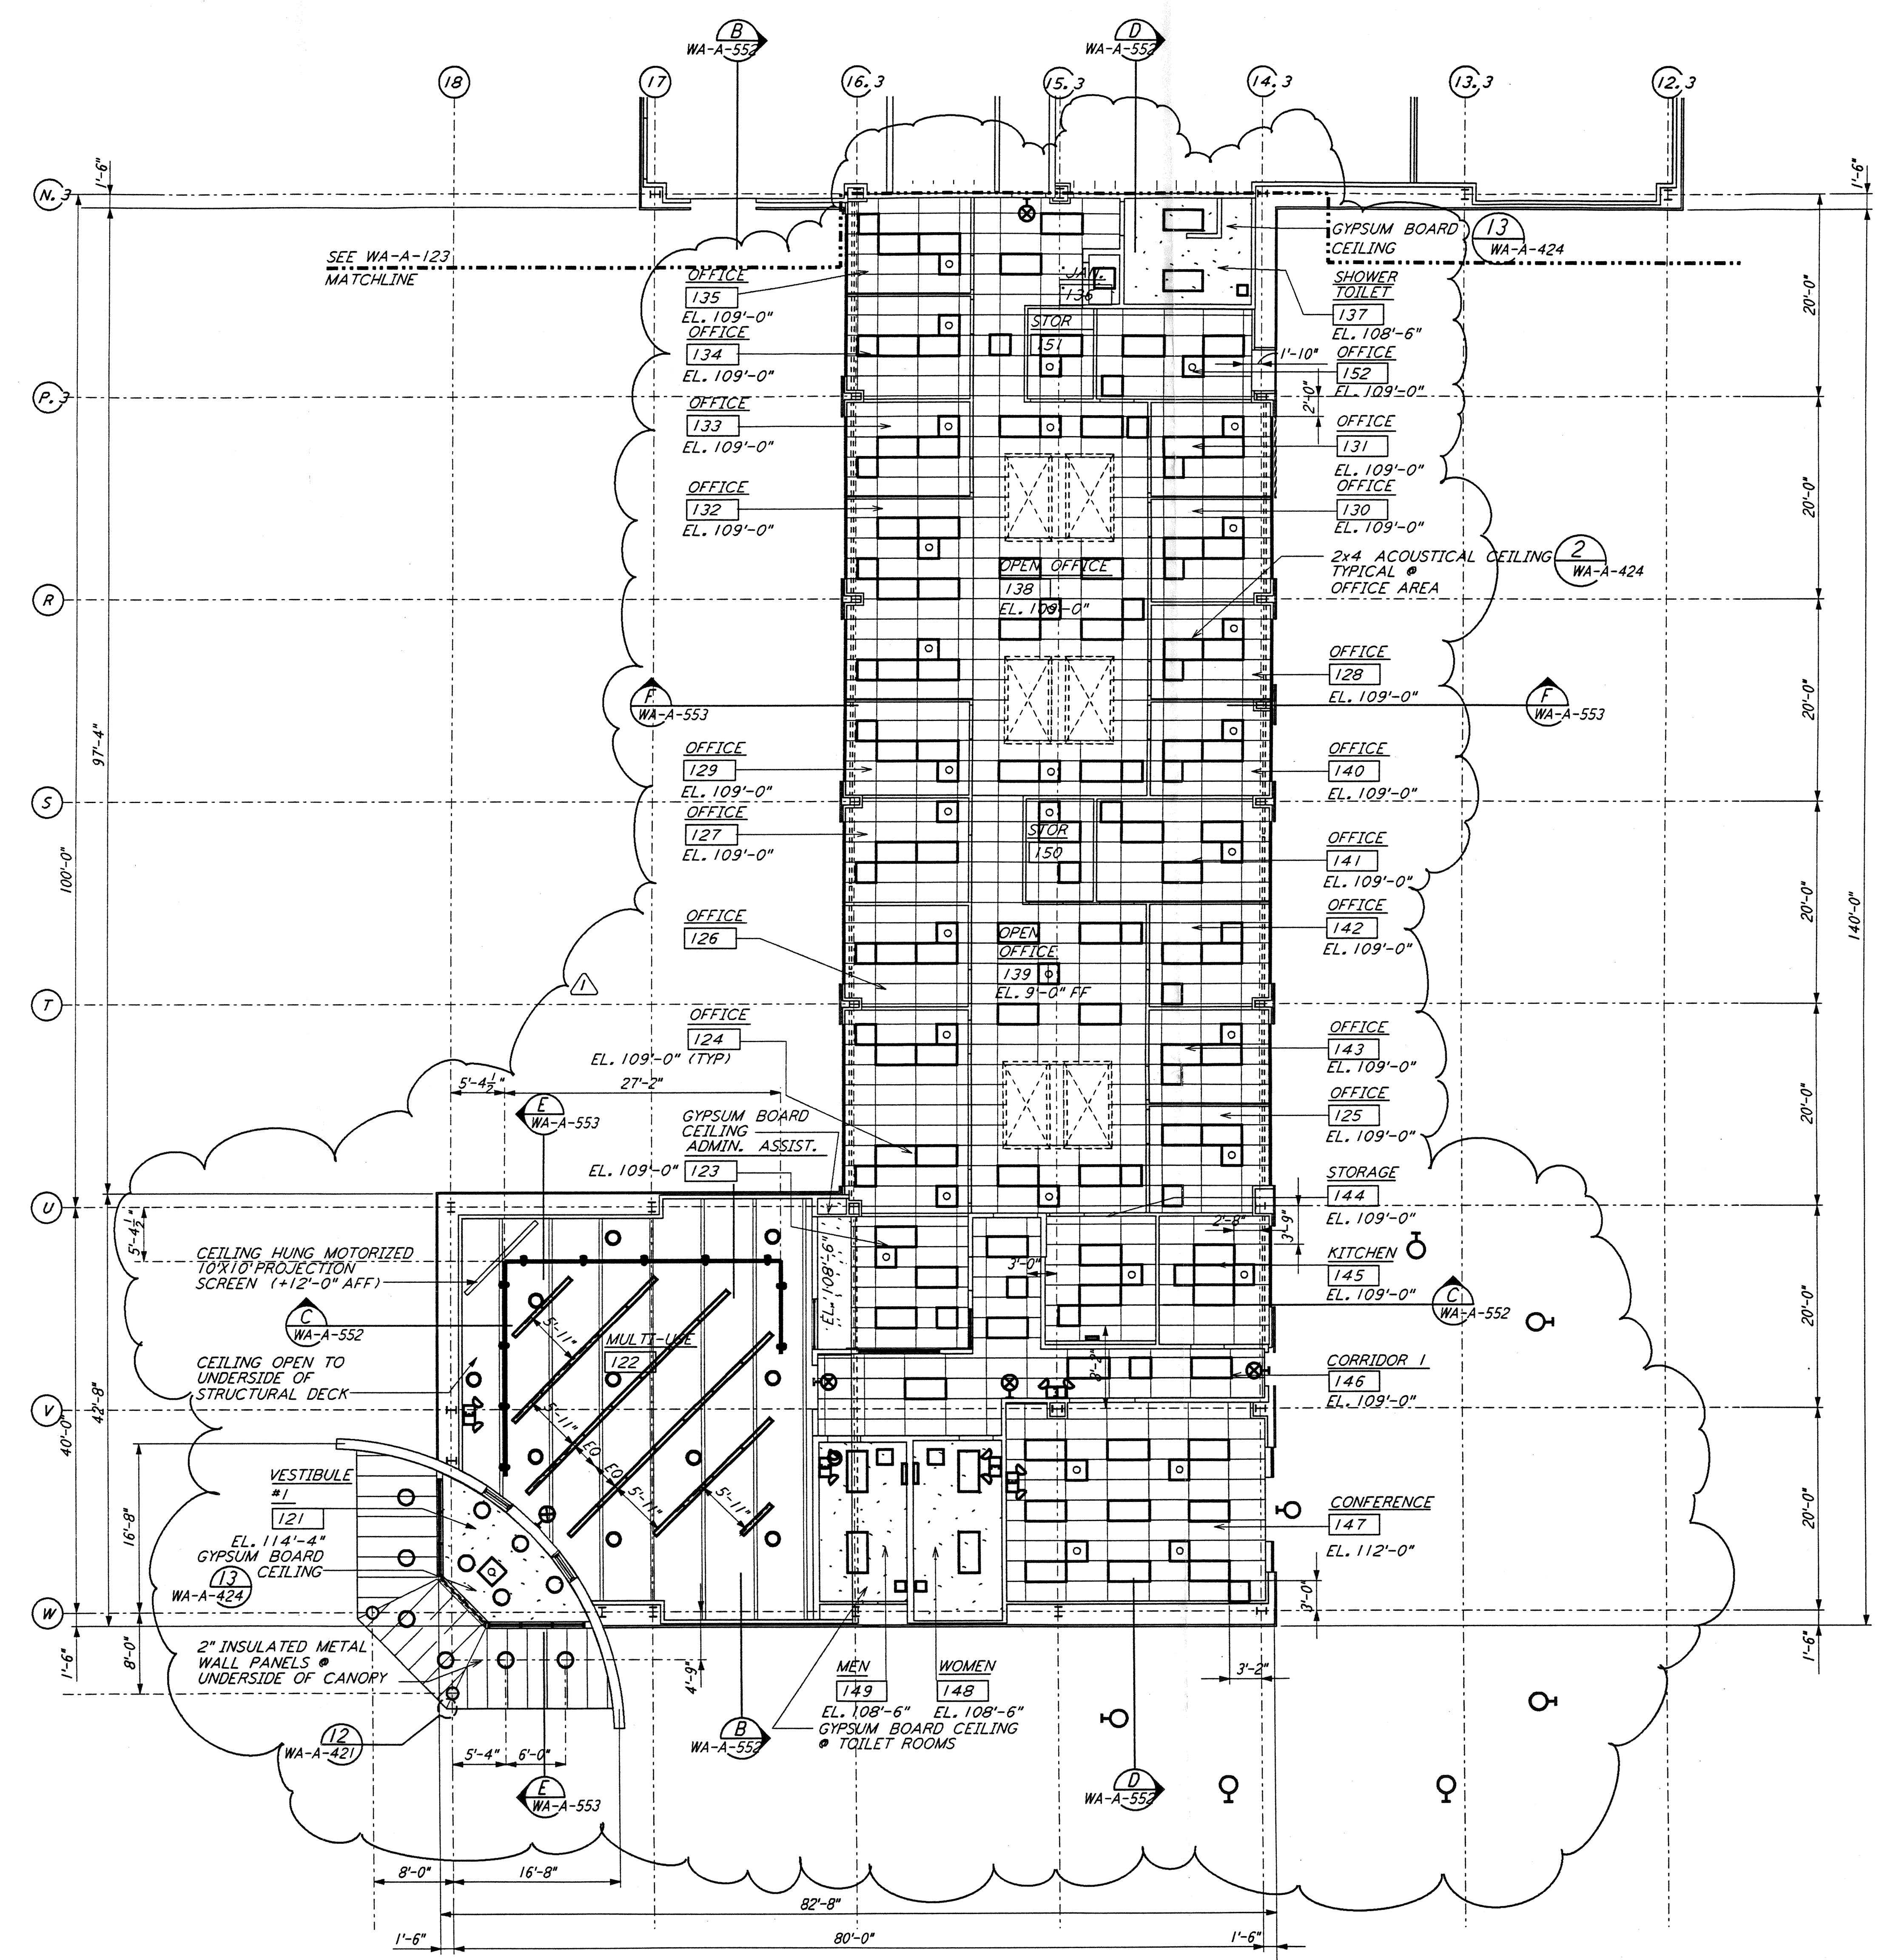 B
WA-A-552
D
WA-A-552
18
17
16.3
15.3
14.3
13.3
12.3
N.3
1'-6"
1'-6"
SEE WA-A-123
MATCHLINE
GYPSUM BOARD
CEILING
13
WA-A-424
OFFICE
135
EL. 109'-0"
JAN.
136
SHOWER
TOILET
137
EL. 108'-6"
OFFICE
134
EL. 109'-0"
STOR
151
1'-10"
OFFICE
152
EL. 109'-0"
20'-0"
P.3
2'-0"
OFFICE
133
EL. 109'-0"
OFFICE
131
EL. 109'-0"
OFFICE
132
EL. 109'-0"
OFFICE
130
EL. 109'-0"
20'-0"
2x4 ACOUSTICAL CEILING
TYPICAL @
OFFICE AREA
2
WA-A-424
OPEN OFFICE
138
EL. 109'-0"
R
OFFICE
128
EL. 109'-0"
F
WA-A-553
F
WA-A-553
20'-0"
97'-4"
OFFICE
129
EL. 109'-0"
OFFICE
140
EL. 109'-0"
S
OFFICE
127
EL. 109'-0"
STOR
150
OFFICE
141
EL. 109'-0"
100'-0"
20'-0"
140'-0"
OFFICE
126
OPEN
OFFICE
139
EL. 9'-0" FF
OFFICE
142
EL. 109'-0"
1
T
OFFICE
124
EL. 109'-0" (TYP)
OFFICE
143
EL. 109'-0"
5'-4½"
27'-2"
OFFICE
125
EL. 109'-0"
20'-0"
E
WA-A-553
GYPSUM BOARD
CEILING
ADMIN. ASSIST.
EL. 109'-0" 123
STORAGE
144
EL. 109'-0"
U
5'-4½"
2'-8"
3'-9"
CEILING HUNG MOTORIZED
10'X10' PROJECTION
SCREEN (+12'-0" AFF)
EL. 108'-6"
3'-0"
KITCHEN
145
EL. 109'-0"
C
WA-A-552
C
WA-A-552
20'-0"
5'-11"
MULTI-USE
122
CEILING OPEN TO
UNDERSIDE OF
STRUCTURAL DECK
8'-2"
CORRIDOR 1
146
EL. 109'-0"
V
42'-8"
40'-0"
5'-11"
EQ
EQ
5'-11"
5'-11"
VESTIBULE
#1
121
EL. 114'-4"
GYPSUM BOARD
CEILING
13
WA-A-424
16'-8"
CONFERENCE
147
EL. 112'-0"
20'-0"
W
3'-0"
1'-6"
8'-0"
2" INSULATED METAL
WALL PANELS @
UNDERSIDE OF CANOPY
4'-9"
MEN
149
EL. 108'-6"
WOMEN
148
EL. 108'-6"
GYPSUM BOARD CEILING
@ TOILET ROOMS
3'-2"
1'-6"
12
WA-A-421
5'-4"
6'-0"
B
WA-A-552
E
WA-A-553
D
WA-A-552
8'-0"
16'-8"
82'-8"
1'-6"
80'-0"
1'-6"